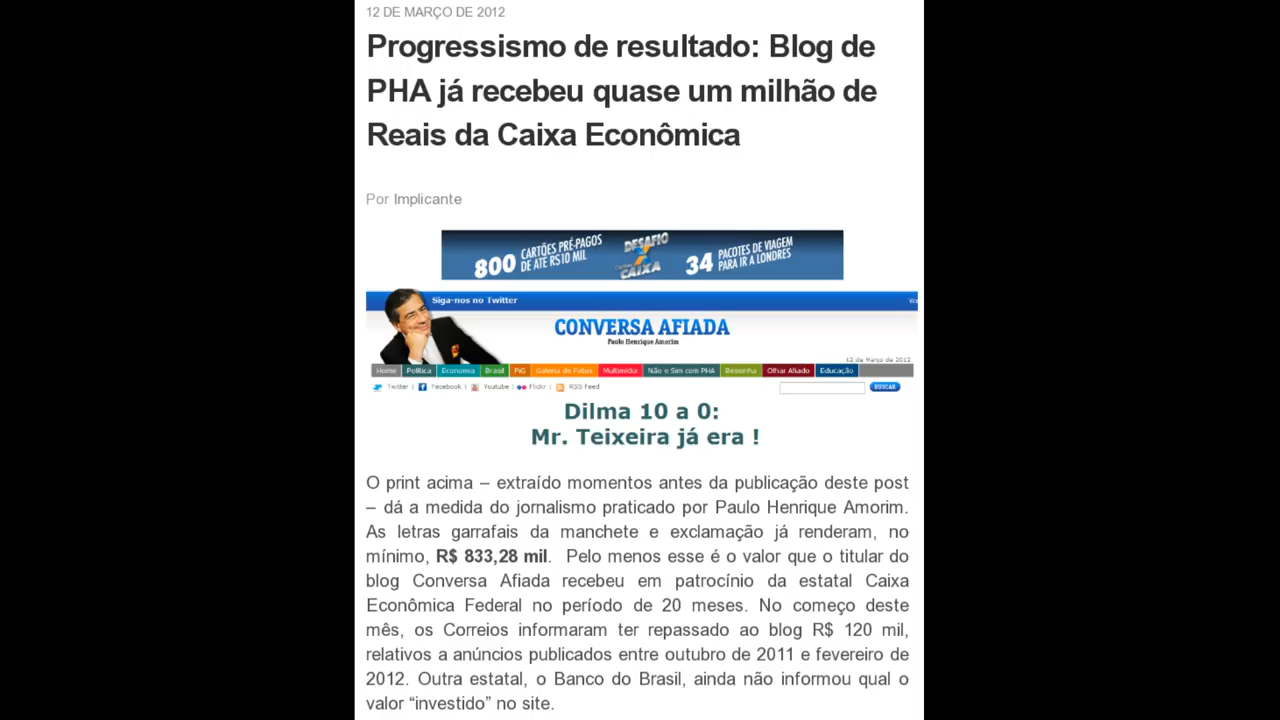 12 DE MARÇO DE 2012
Progressismo de resultado: Blog de
PHA já recebeu quase um milhão de
Reais da Caixa Econômica
Por Implicante
800 CARTÕES PRÉ-PAGOS
DE ATÉ R$10 MIL
DESAFIO
CAIXA
34 PACOTES DE VIAGEM
PARA IR A LONDRES
Siga-nos no Twitter
CONVERSA AFIADA
Paulo Henrique Amorim
12 de Março de 2012
Home Política Economia Brasil PiG Galeria de Fotos Multimídia Não e Sim com PHA Bessinha Olhar Afiado Educação
Twitter | Facebook | Youtube | Flickr | RSS Feed BUSCAR
Dilma 10 a 0:
Mr. Teixeira já era !
O print acima – extraído momentos antes da publicação deste post
– dá a medida do jornalismo praticado por Paulo Henrique Amorim.
As letras garrafais da manchete e exclamação já renderam, no
mínimo, R$ 833,28 mil. Pelo menos esse é o valor que o titular do
blog Conversa Afiada recebeu em patrocínio da estatal Caixa
Econômica Federal no período de 20 meses. No começo deste
mês, os Correios informaram ter repassado ao blog R$ 120 mil,
relativos a anúncios publicados entre outubro de 2011 e fevereiro de
2012. Outra estatal, o Banco do Brasil, ainda não informou qual o
valor “investido” no site.